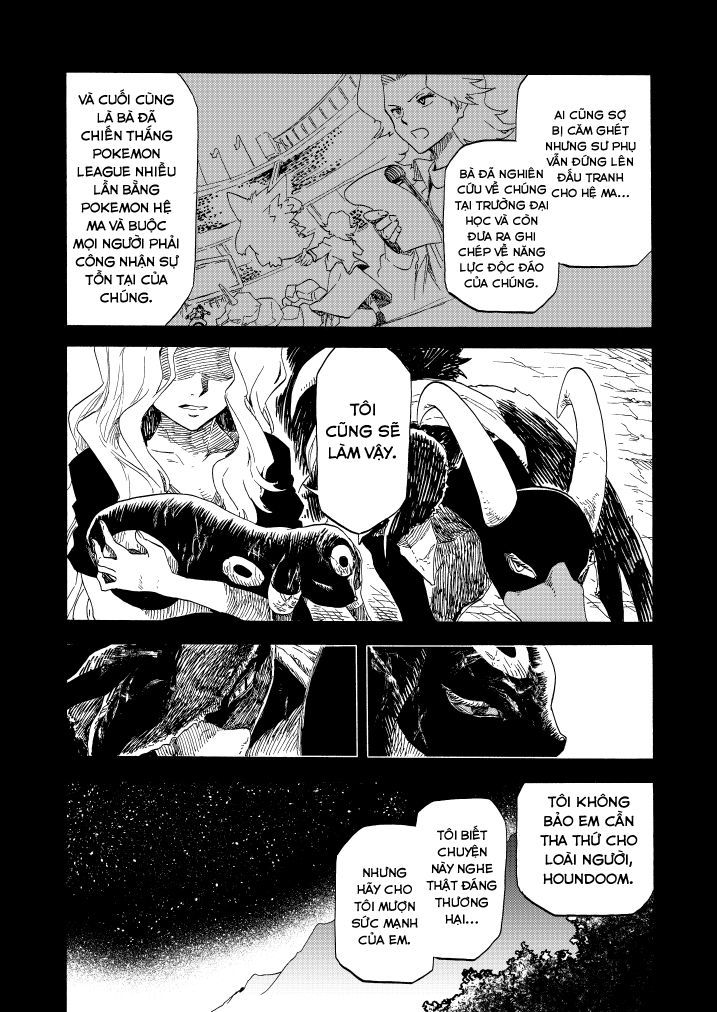 AI CŨNG SỢ
BỊ CĂM GHÉT
NHƯNG SƯ PHỤ
VẪN ĐỨNG LÊN
ĐẤU TRANH
CHO HỆ MA...
BÀ ĐÃ NGHIÊN
CỨU VỀ CHÚNG
TẠI TRƯỜNG ĐẠI
HỌC VÀ CÒN
ĐƯA RA GHI
CHÉP VỀ NĂNG
LỰC ĐỘC ĐÁO
CỦA CHÚNG.
VÀ CUỐI CÙNG
LÀ BÀ ĐÃ
CHIẾN THẮNG
POKEMON
LEAGUE NHIỀU
LẦN BẰNG
POKEMON HỆ
MA VÀ BUỘC
MỌI NGƯỜI PHẢI
CÔNG NHẬN SỰ
TỒN TẠI CỦA
CHÚNG.
TÔI
CŨNG SẼ
LÀM VẬY.
TÔI KHÔNG
BẢO EM CẦN
THA THỨ CHO
LOÀI NGƯỜI,
HOUNDOOM.
TÔI BIẾT
CHUYỆN
NÀY NGHE
THẬT ĐÁNG
THƯƠNG
HẠI...
NHƯNG
HÃY CHO
TÔI MƯỢN
SỨC MẠNH
CỦA EM.